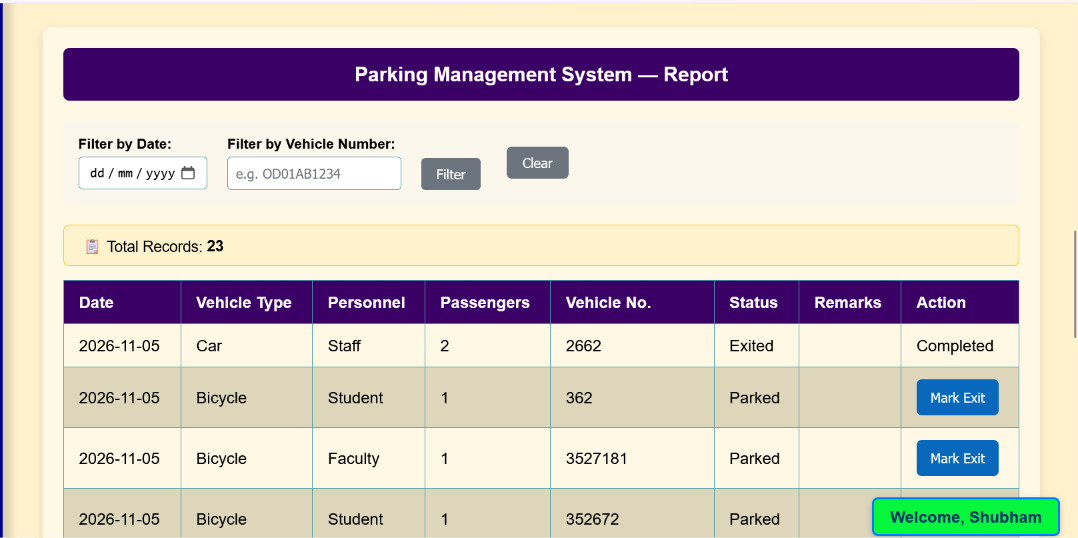 Parking Management System — Report
Filter by Date:
Filter by Vehicle Number:
dd / mm / yyyy
e.g. OD01AB1234
Filter
Clear
Total Records: 23
Date Vehicle Type Personnel Passengers Vehicle No. Status Remarks Action
2026-11-05 Car Staff 2 2662 Exited Completed
2026-11-05 Bicycle Student 1 362 Parked Mark Exit
2026-11-05 Bicycle Faculty 1 3527181 Parked Mark Exit
2026-11-05 Bicycle Student 1 352672 Parked
Welcome, Shubham